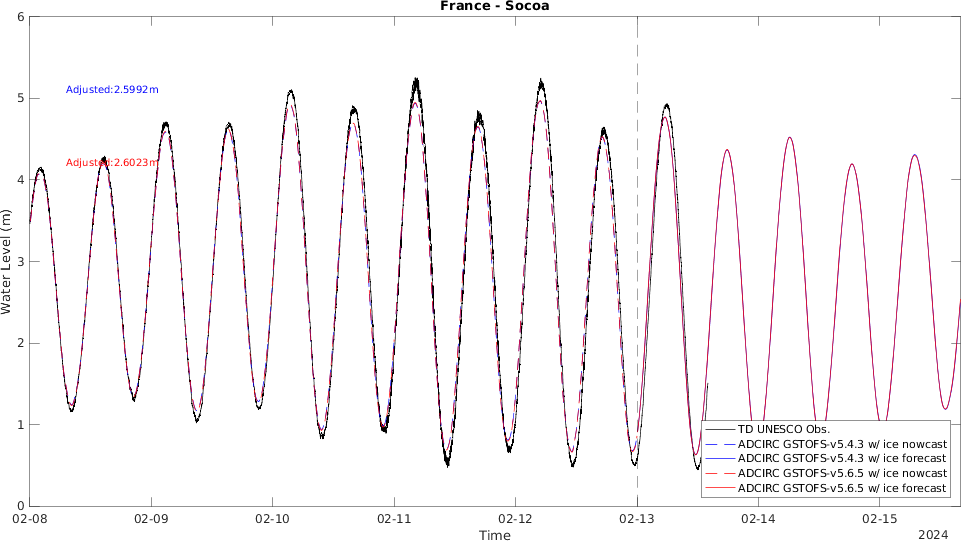 France - Socoa
6
Adjusted:2.5992m
5
Adjusted:2.6023m
4
3
2
1
0
Water Level (m)
TD UNESCO Obs.
ADCIRC GSTOFS-v5.4.3 w/ ice nowcast
ADCIRC GSTOFS-v5.4.3 w/ ice forecast
ADCIRC GSTOFS-v5.6.5 w/ ice nowcast
ADCIRC GSTOFS-v5.6.5 w/ ice forecast
02-08 02-09 02-10 02-11 02-12 02-13 02-14 02-15
Time
2024